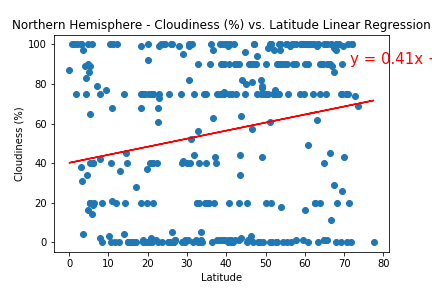 Northern Hemisphere - Cloudiness (%) vs. Latitude Linear Regression
y = 0.41x +
Cloudiness (%)
100
80
60
40
20
0
0 10 20 30 40 50 60 70 80
Latitude